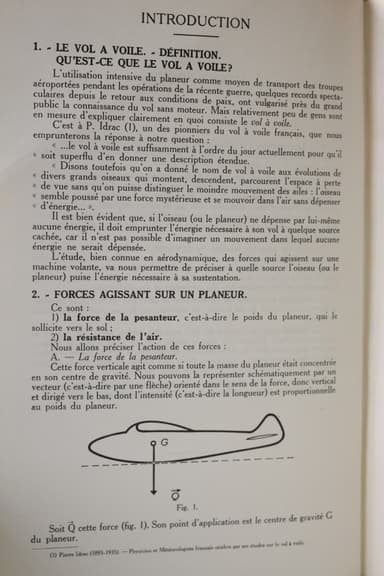 INTRODUCTION
1. - LE VOL A VOILE. - DÉFINITION.
QU'EST-CE QUE LE VOL A VOILE?
L'utilisation intensive du planeur comme moyen de transport des troupes
aéroportées pendant les opérations de la récente guerre, quelques records specta-
culaires depuis le retour aux conditions de paix, ont vulgarisé près du grand
public la connaissance du vol sans moteur. Mais relativement peu de gens sont
en mesure d'expliquer clairement en quoi consiste le vol à voile.
C'est à P. Idrac (1), un des pionniers du vol à voile français, que nous
emprunterons la réponse à notre question :
« ...le vol à voile est suffisamment à l'ordre du jour actuellement pour qu'il
« soit superflu d'en donner une description étendue.
« Disons toutefois qu'on a donné le nom de vol à voile aux évolutions de
« divers grands oiseaux qui montent, descendent, parcourent l'espace à perte
« de vue sans qu'on puisse distinguer le moindre mouvement des ailes : l'oiseau
« semble poussé par une force mystérieuse et se mouvoir dans l'air sans dépenser
« d'énergie... ».
Il est bien évident que, si l'oiseau (ou le planeur) ne dépense par lui-même
aucune énergie, il doit emprunter l'énergie nécessaire à son vol à quelque source
cachée, car il n'est pas possible d'imaginer un mouvement dans lequel aucune
énergie ne serait dépensée.
L'étude, bien connue en aérodynamique, des forces qui agissent sur une
machine volante, va nous permettre de préciser à quelle source l'oiseau (ou le
planeur) puise l'énergie nécessaire à sa sustentation.
2. - FORCES AGISSANT SUR UN PLANEUR.
Ce sont :
1) la force de la pesanteur, c'est-à-dire le poids du planeur, qui le
sollicite vers le sol ;
2) la résistance de l'air.
Nous allons préciser l'action de ces forces :
A. — La force de la pesanteur.
Cette force verticale agit comme si toute la masse du planeur était concentrée
en son centre de gravité. Nous pouvons la représenter schématiquement par un
vecteur (c'est-à-dire par une flèche) orienté dans le sens de la force, donc vertical
et dirigé vers le bas, dont l'intensité (c'est-à-dire la longueur) est proportionnelle
au poids du planeur.
G
Q⃗
Fig. 1.
Soit Q⃗ cette force (fig. 1). Son point d'application est le centre de gravité G
du planeur.
(1) Pierre Idrac (1885-1935). — Physicien et Météorologiste français célèbre par ses études sur le vol à voile.